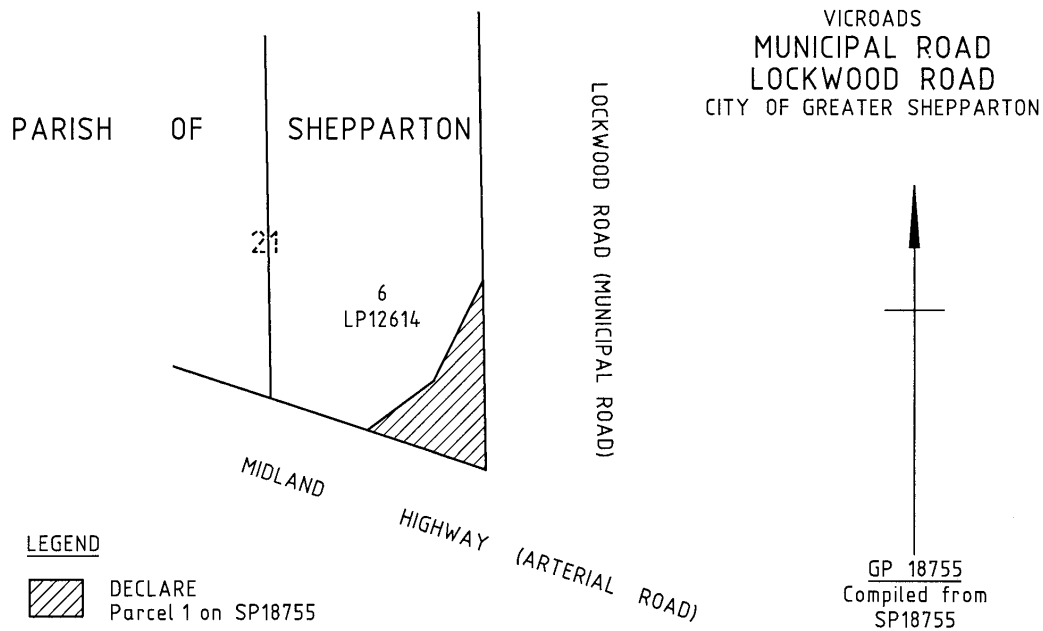 VICROADS
MUNICIPAL ROAD
LOCKWOOD ROAD
CITY OF GREATER SHEPPARTON
PARISH OF SHEPPARTON
21
6
LP12614
LOCKWOOD ROAD (MUNICIPAL ROAD)
MIDLAND HIGHWAY (ARTERIAL ROAD)
LEGEND
DECLARE
Parcel 1 on SP18755
GP 18755
Compiled from
SP18755